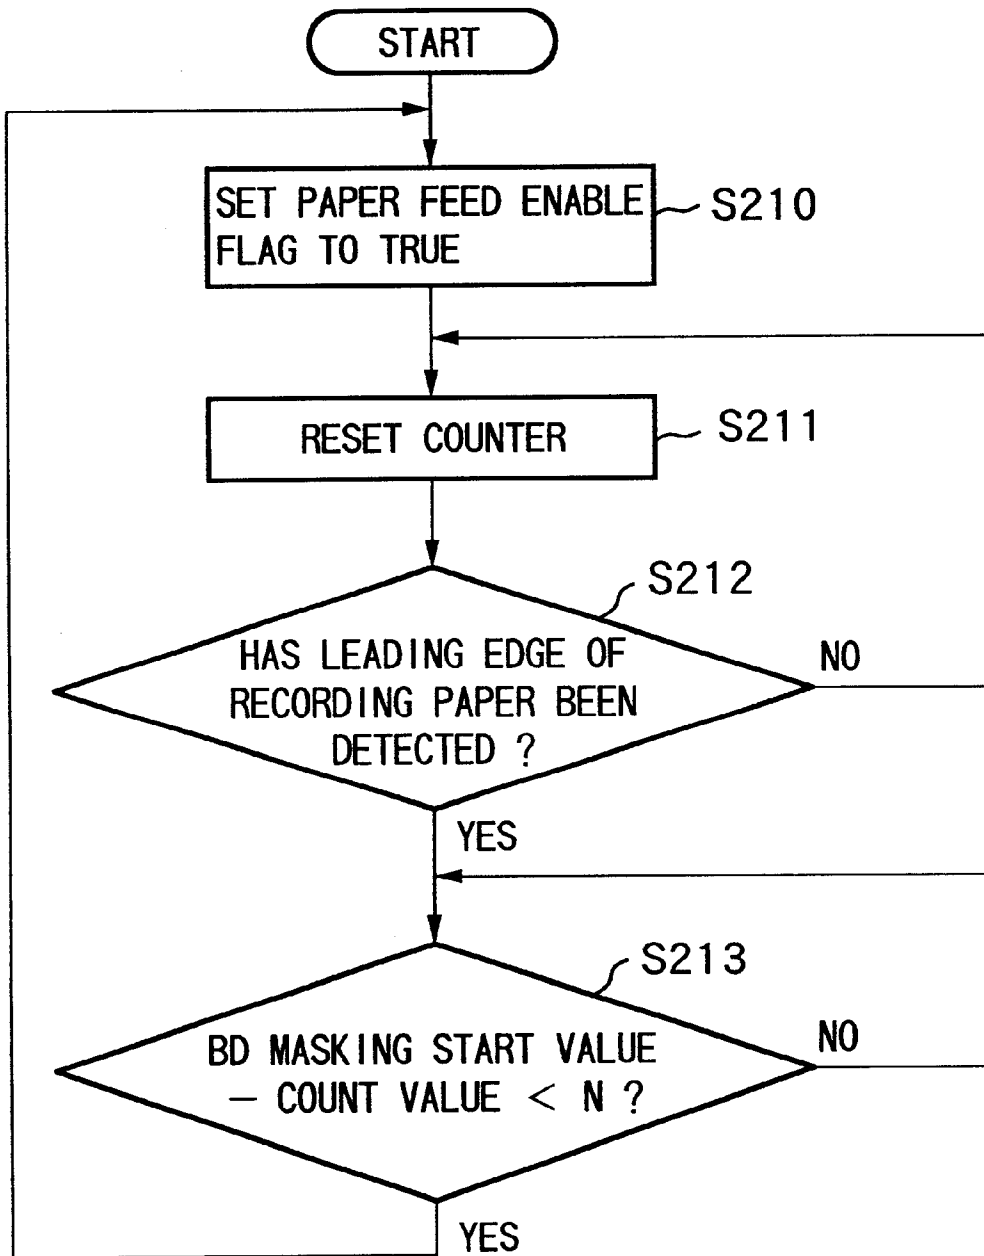 START
SET PAPER FEED ENABLE
FLAG TO TRUE
S210
RESET COUNTER
S211
S212
HAS LEADING EDGE OF
RECORDING PAPER BEEN
DETECTED ?
NO
YES
S213
BD MASKING START VALUE
— COUNT VALUE < N ?
NO
YES